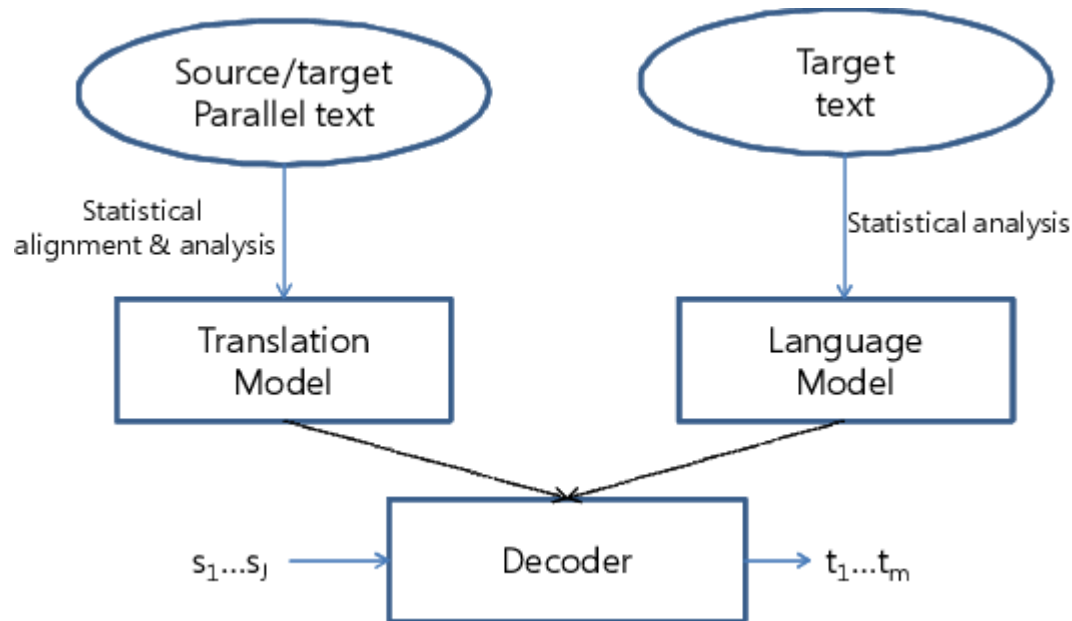 Source/target
Parallel text
Target
text
Statistical
alignment & analysis
Statistical analysis
Translation
Model
Language
Model
s₁...sⱼ
Decoder
t₁...tₘ